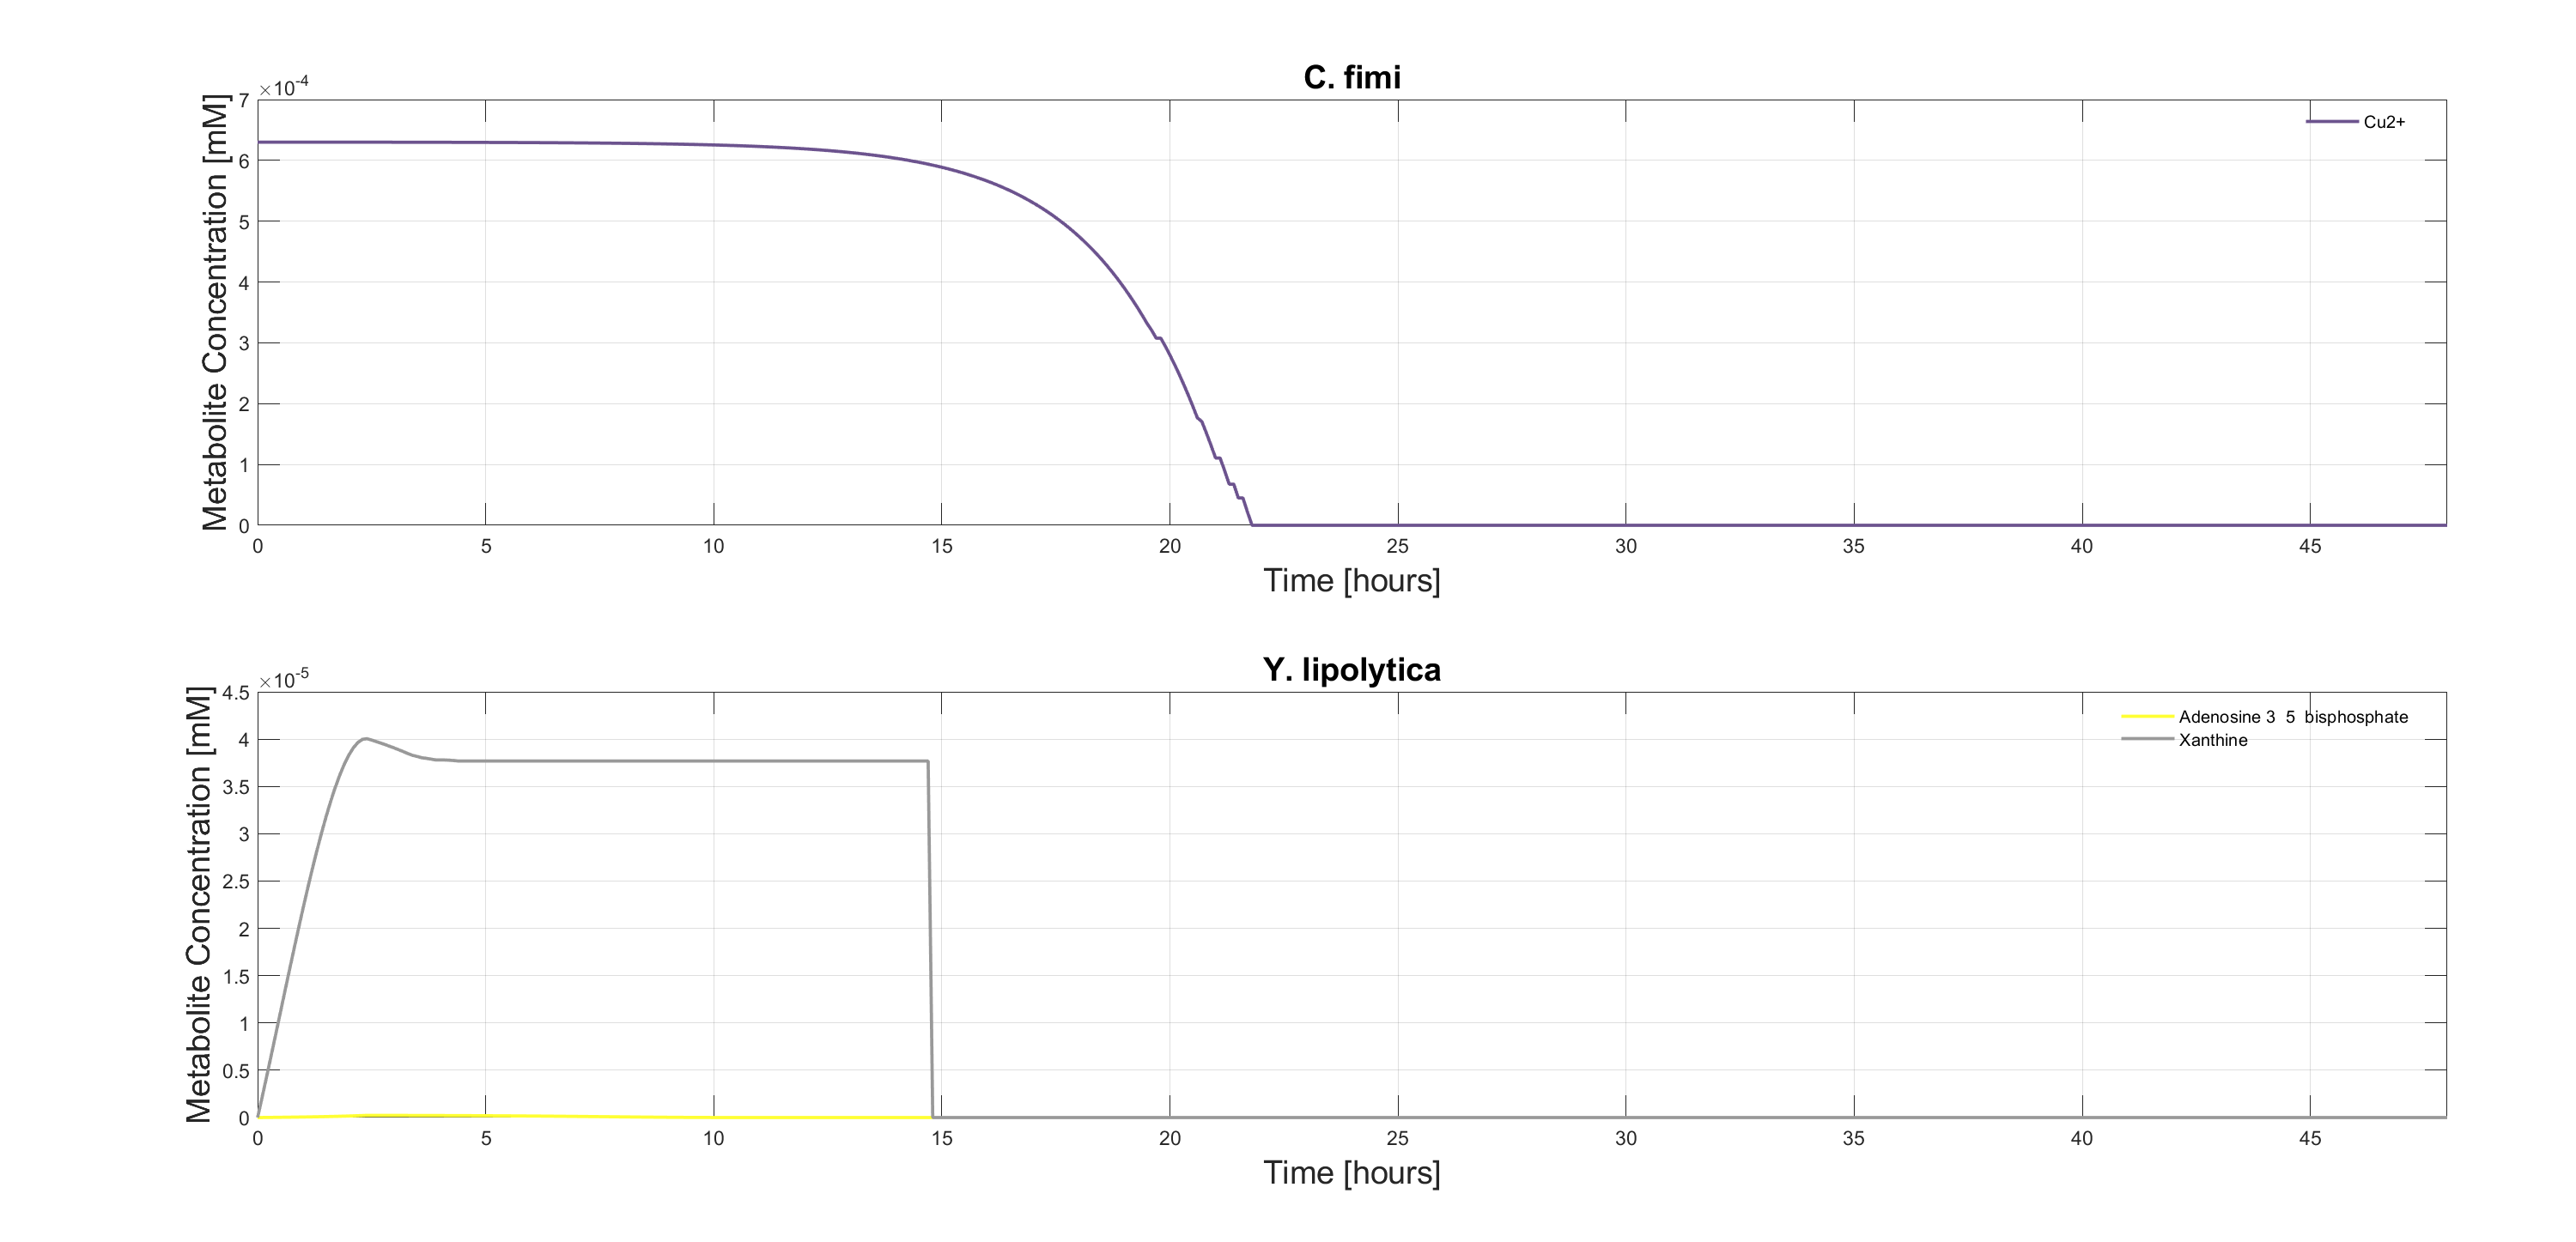 C. fimi
×10-4
Metabolite Concentration [mM]
7
6
5
4
3
2
1
0
0 5 10 15 20 25 30 35 40 45
Time [hours]
Cu2+
Y. lipolytica
×10-5
Metabolite Concentration [mM]
4.5
4
3.5
3
2.5
2
1.5
1
0.5
0
0 5 10 15 20 25 30 35 40 45
Time [hours]
Adenosine 3 5 bisphosphate
Xanthine